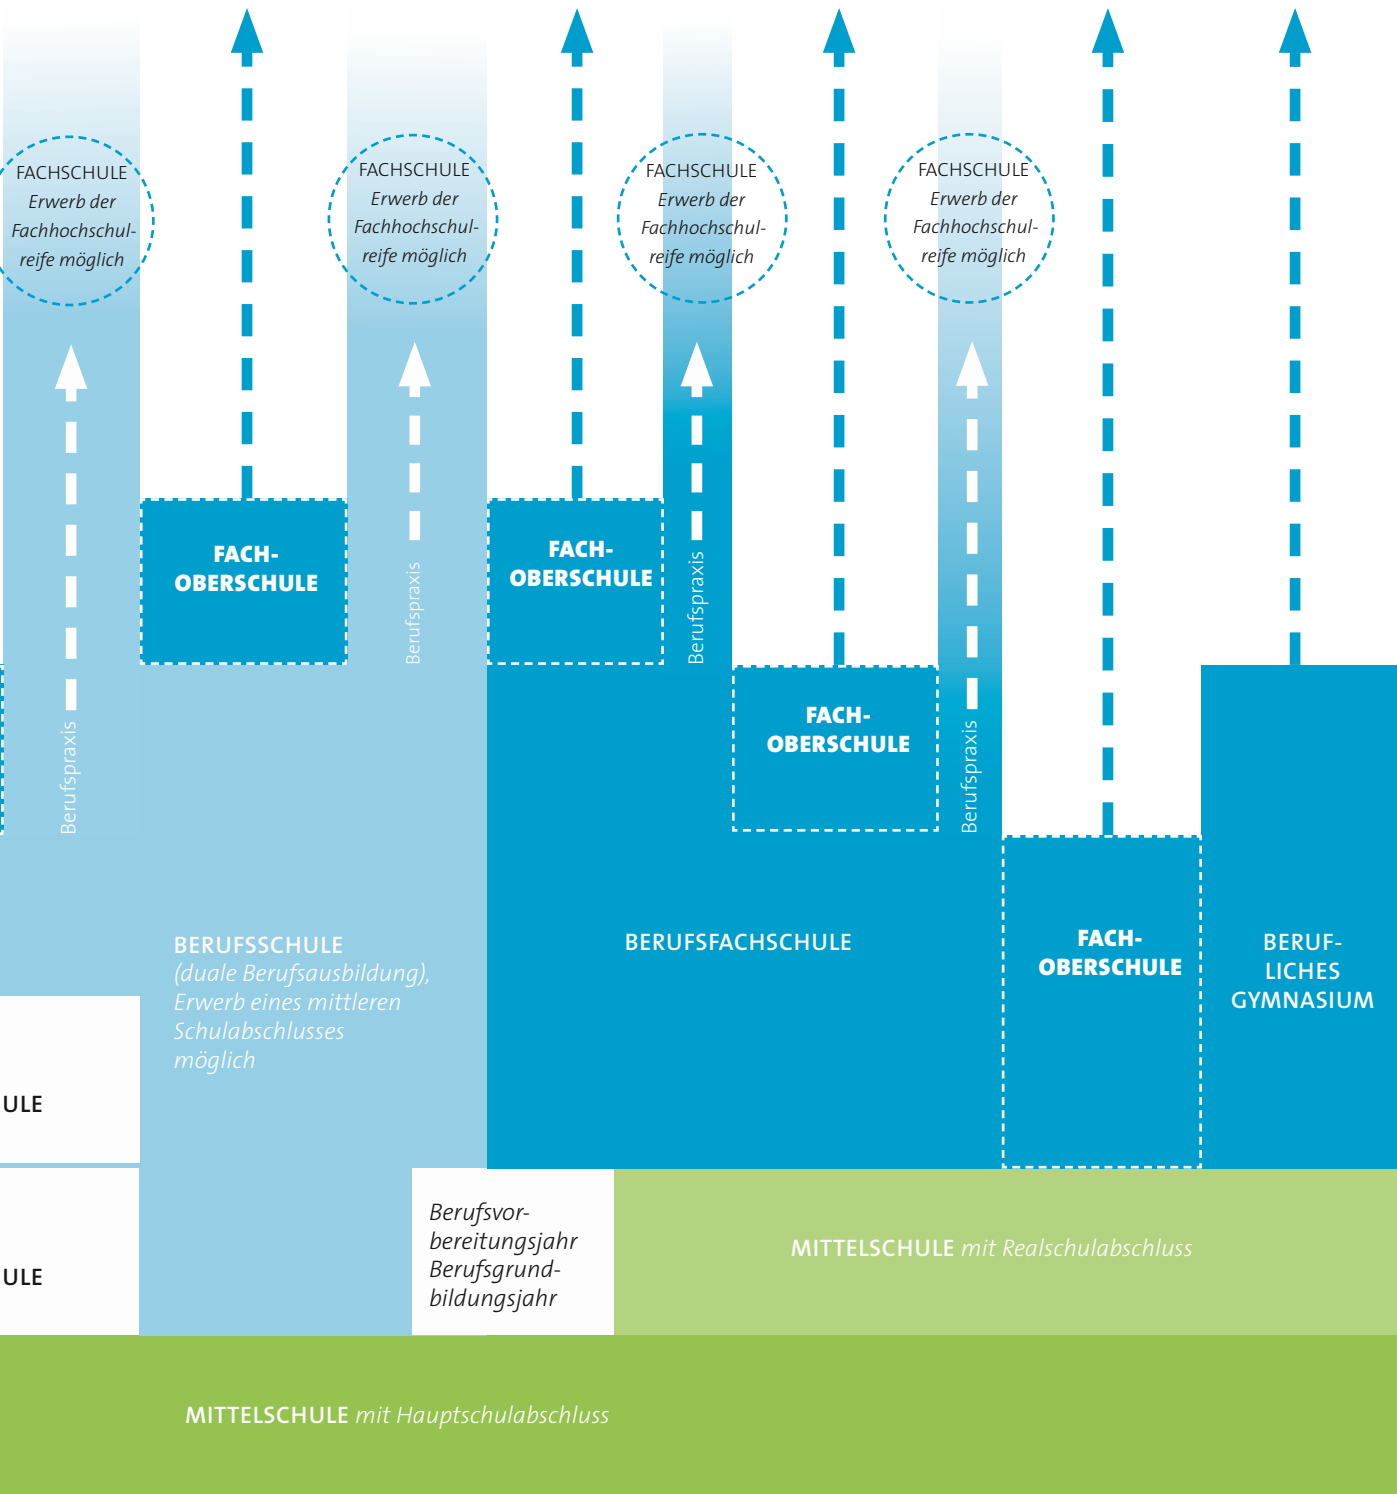 FACHSCHULE
Erwerb der
Fachhochschul-
reife möglich
FACHSCHULE
Erwerb der
Fachhochschul-
reife möglich
FACHSCHULE
Erwerb der
Fachhochschul-
reife möglich
FACHSCHULE
Erwerb der
Fachhochschul-
reife möglich
FACH-
OBERSCHULE
FACH-
OBERSCHULE
Berufspraxis
Berufspraxis
FACH-
OBERSCHULE
Berufspraxis
Berufspraxis
BERUFSSCHULE
(duale Berufsausbildung),
Erwerb eines mittleren
Schulabschlusses
möglich
BERUFSFACHSCHULE
FACH-
OBERSCHULE
BERUF-
LICHES
GYMNASIUM
ULE
ULE
Berufsvor-
bereitungsjahr
Berufsgrund-
bildungsjahr
MITTELSCHULE mit Realschulabschluss
MITTELSCHULE mit Hauptschulabschluss